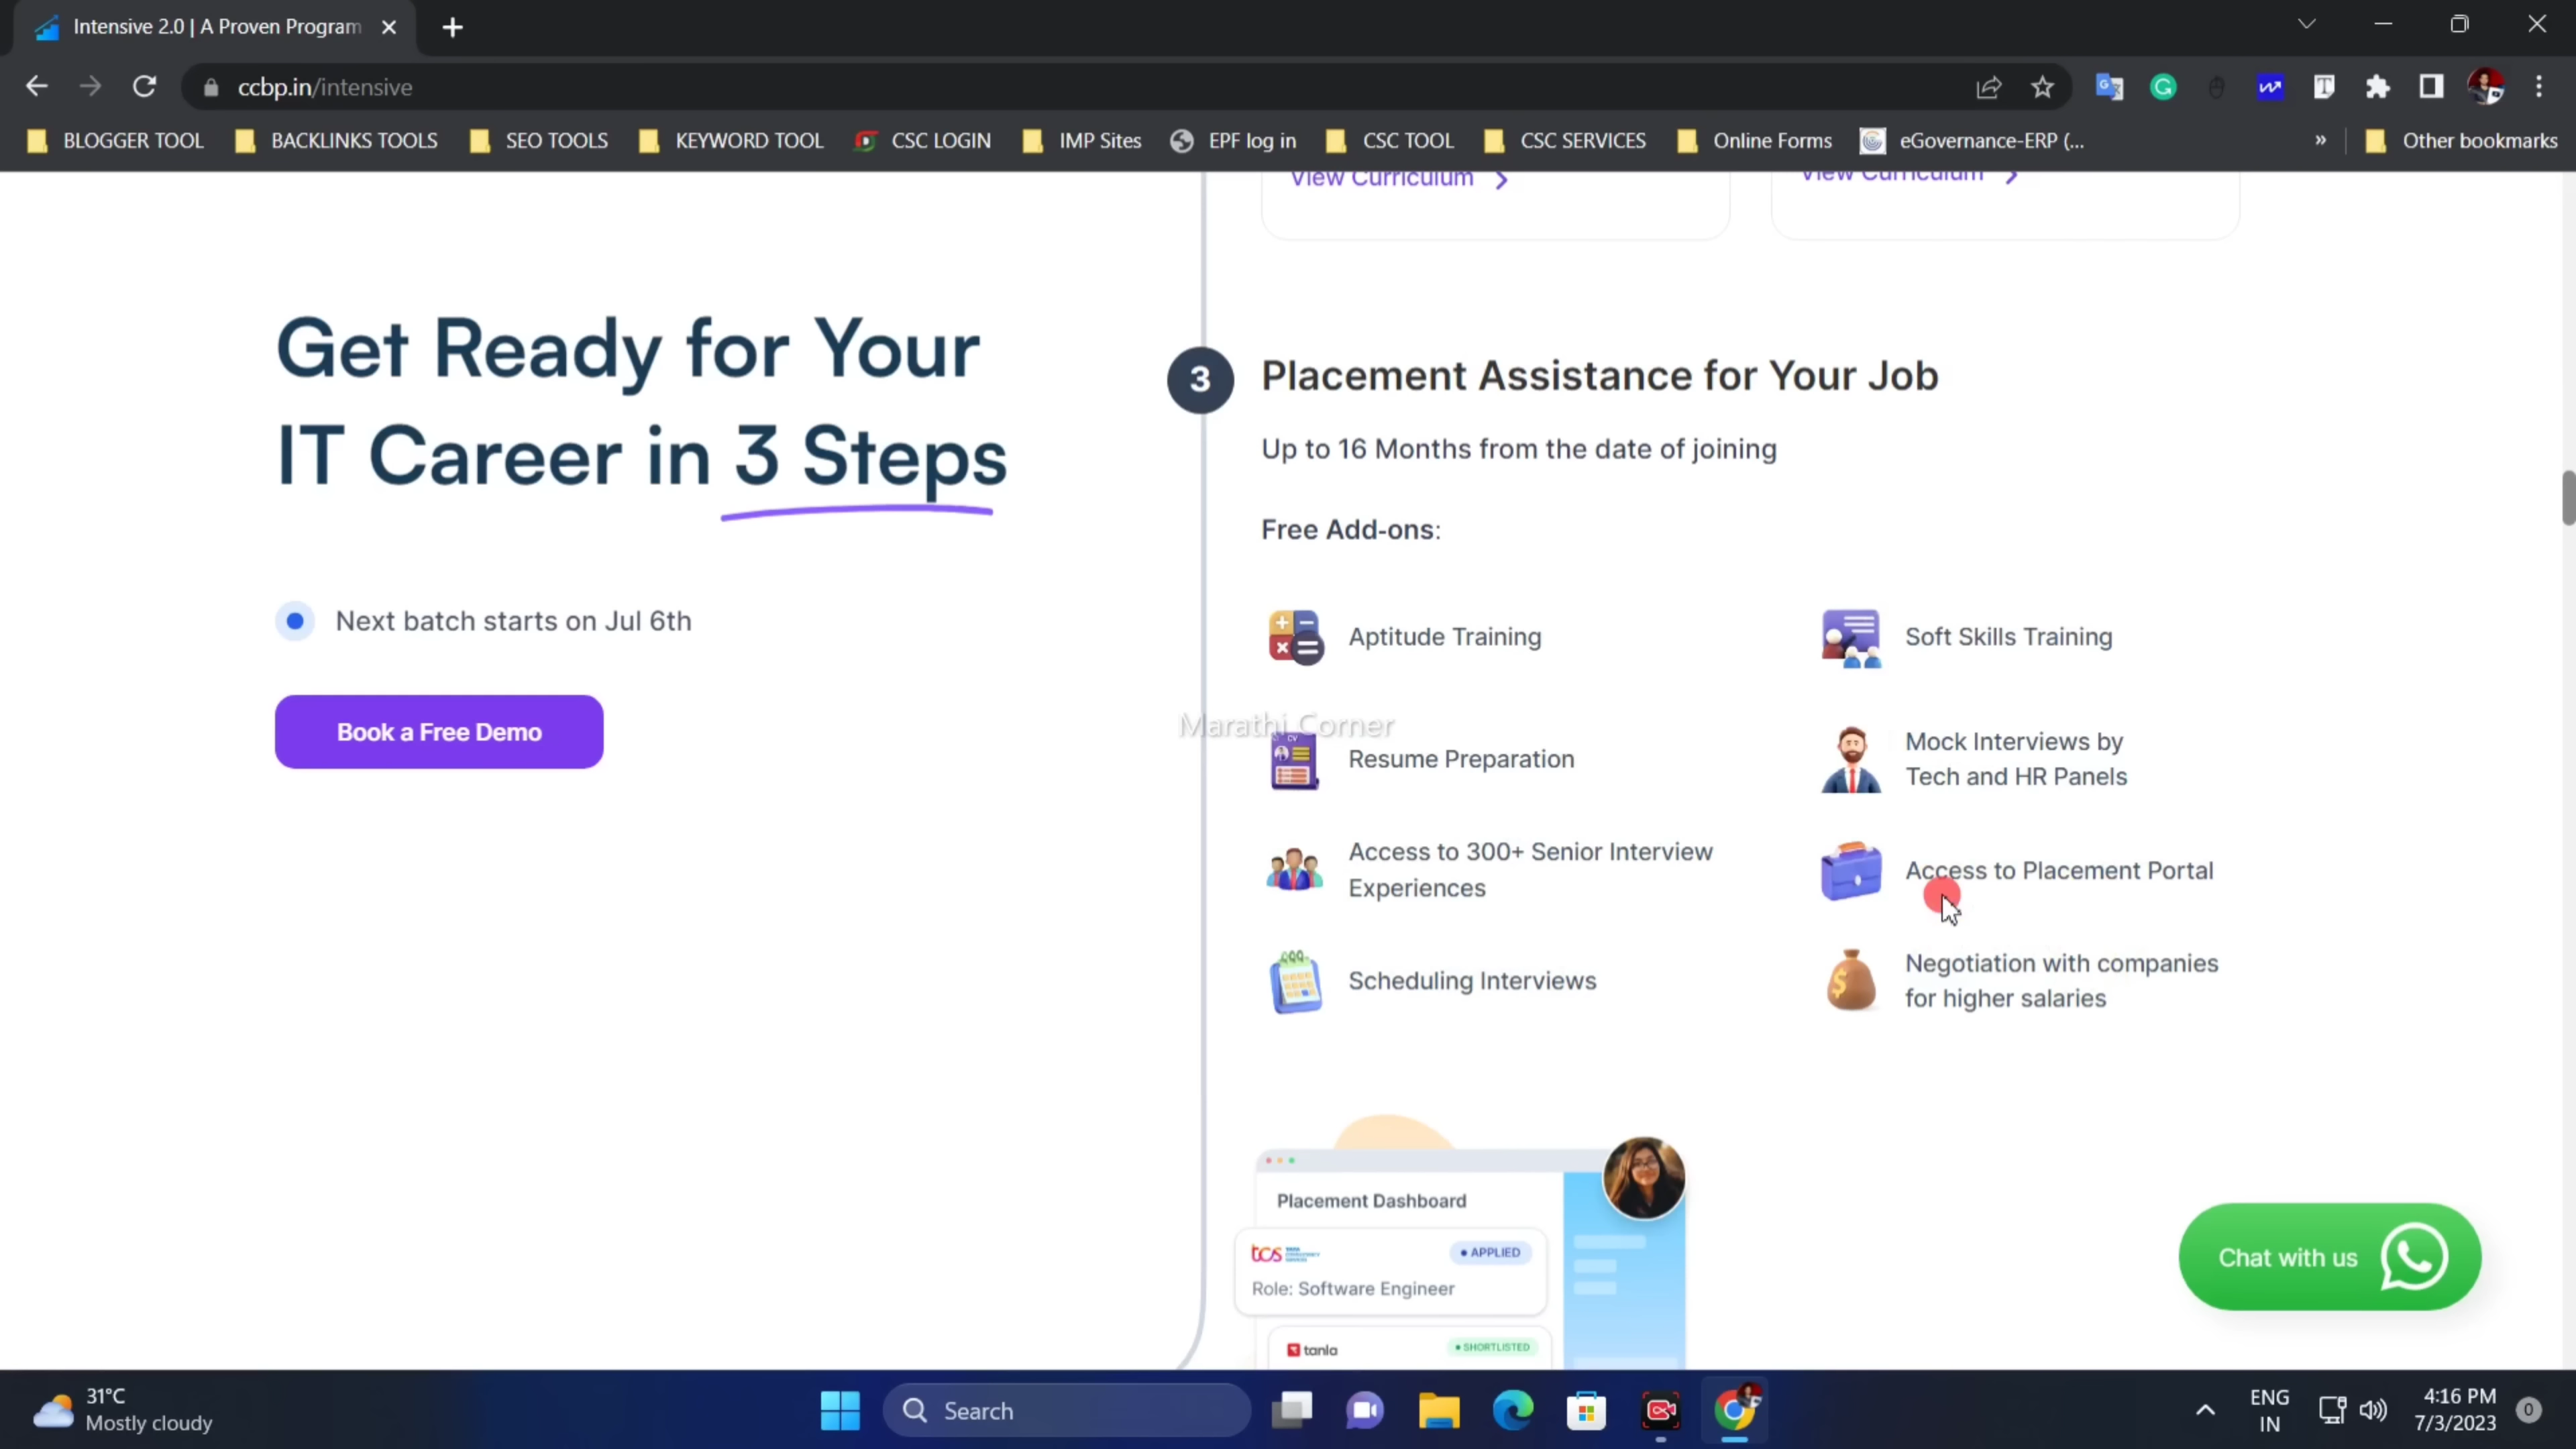 Intensive 2.0 | A Proven Program
ccbp.in/intensive
BLOGGER TOOL
BACKLINKS TOOLS
SEO TOOLS
KEYWORD TOOL
CSC LOGIN
IMP Sites
EPF log in
CSC TOOL
CSC SERVICES
Online Forms
eGovernance-ERP (...
»
Other bookmarks
View Curriculum
View Curriculum
Get Ready for Your
IT Career in 3 Steps
Next batch starts on Jul 6th
Book a Free Demo
3
Placement Assistance for Your Job
Up to 16 Months from the date of joining
Free Add-ons:
Aptitude Training
Soft Skills Training
Marathi Corner
CV
Resume Preparation
Mock Interviews by
Tech and HR Panels
Access to 300+ Senior Interview
Experiences
Access to Placement Portal
Scheduling Interviews
Negotiation with companies
for higher salaries
Placement Dashboard
tcs
• APPLIED
Role: Software Engineer
tanla
• SHORTLISTED
Chat with us
31°C
Mostly cloudy
Search
ENG
IN
4:16 PM
7/3/2023
0